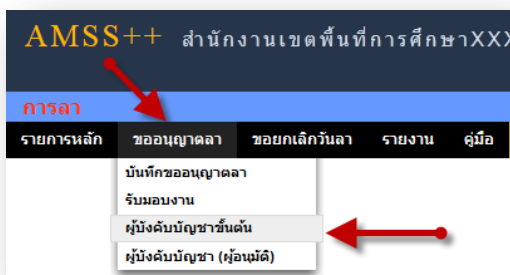 AMSS++ สำนักงานเขตพื้นที่การศึกษาXXX
การลา
รายการหลัก ขออนุญาตลา ขอยกเลิกวันลา รายงาน คู่มือ
บันทึกขออนุญาตลา
รับมอบงาน
ผู้บังคับบัญชาขั้นต้น
ผู้บังคับบัญชา (ผู้อนุมัติ)